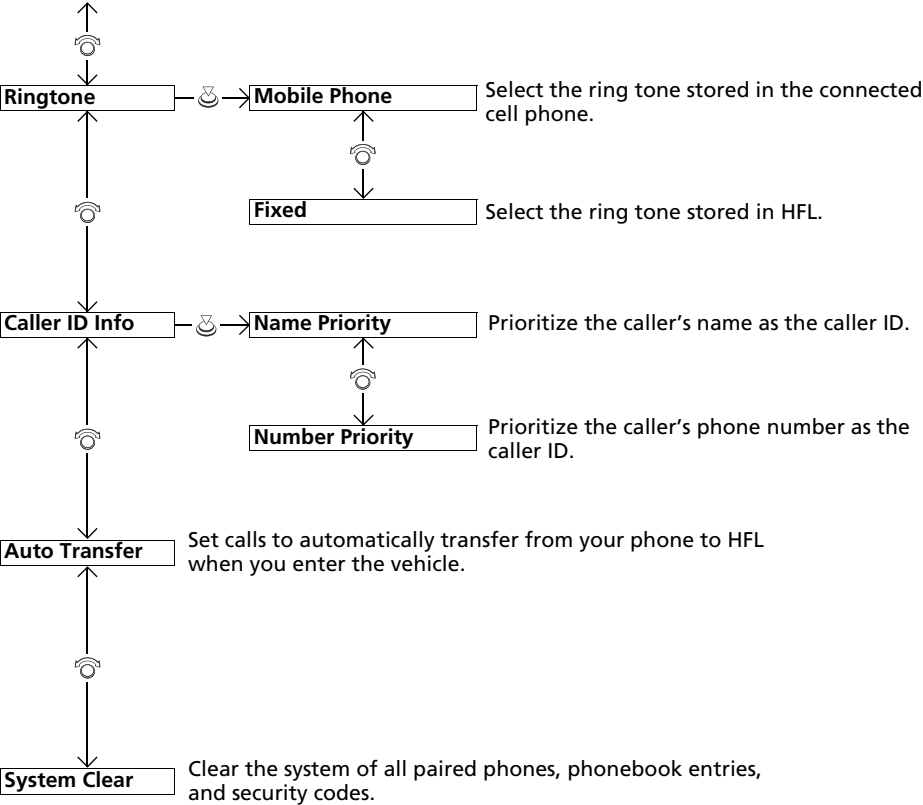 Ringtone
Mobile Phone
Select the ring tone stored in the connected
cell phone.
Fixed
Select the ring tone stored in HFL.
Caller ID Info
Name Priority
Prioritize the caller’s name as the caller ID.
Number Priority
Prioritize the caller’s phone number as the
caller ID.
Auto Transfer
Set calls to automatically transfer from your phone to HFL
when you enter the vehicle.
System Clear
Clear the system of all paired phones, phonebook entries,
and security codes.